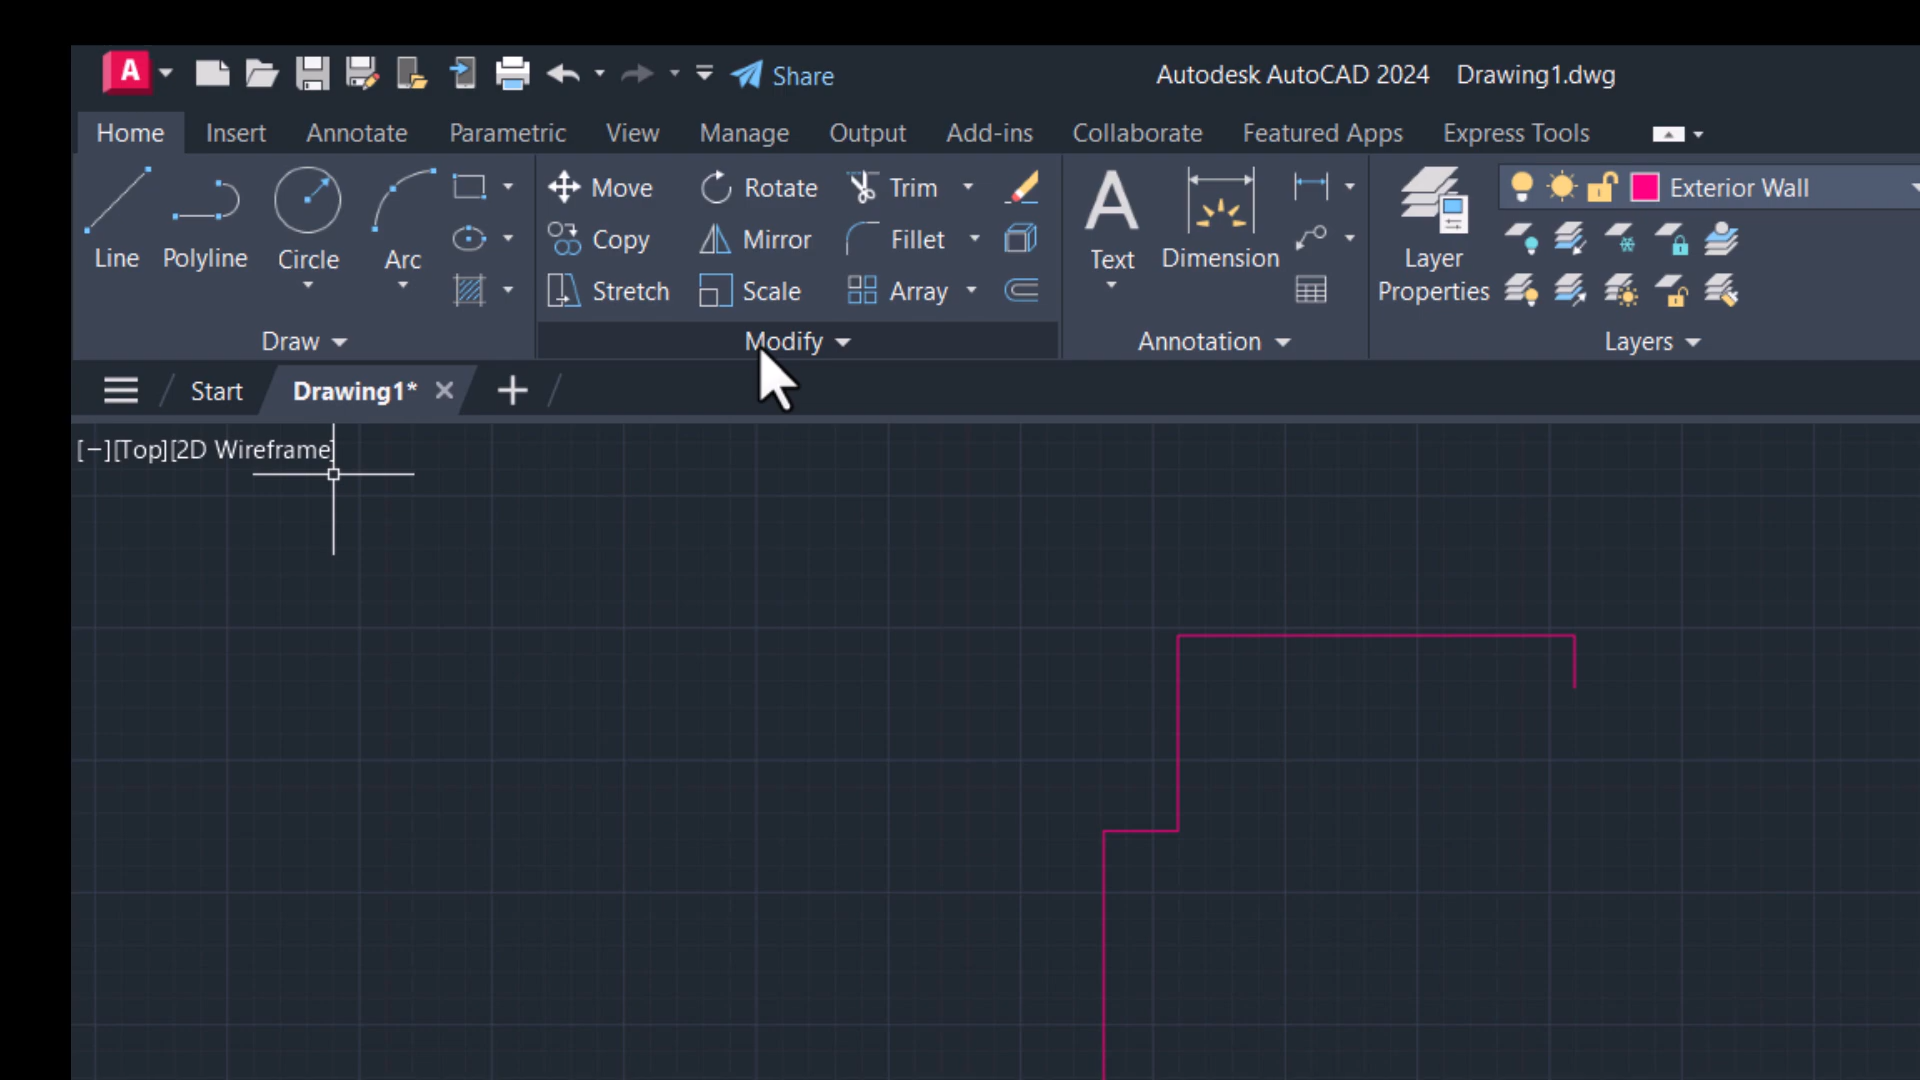 A
Share
Autodesk AutoCAD 2024 Drawing1.dwg
Home Insert Annotate Parametric View Manage Output Add-ins Collaborate Featured Apps Express Tools
Line Polyline Circle Arc
Move Rotate Trim
Copy Mirror Fillet
Stretch Scale Array
A
Text Dimension
Layer
Properties
Exterior Wall
Draw Modify Annotation Layers
Start Drawing1*
[−][Top][2D Wireframe]